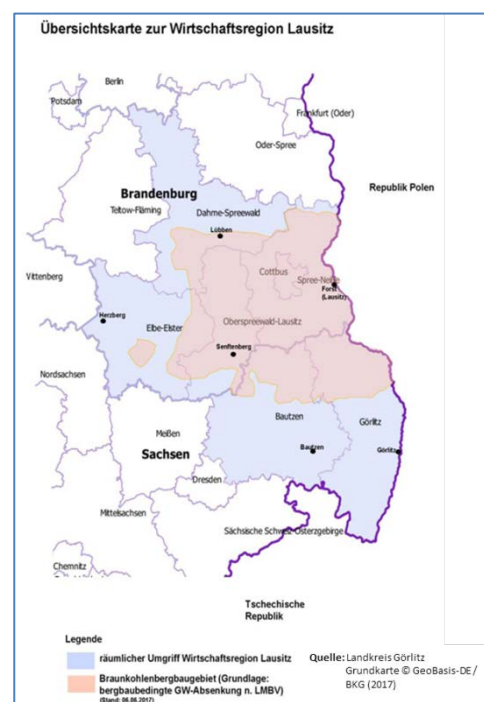 Übersichtskarte zur Wirtschaftsregion Lausitz
Berlin
Potsdam
Frankfurt (Oder)
Oder-Spree
Republik Polen
Brandenburg
Teltow-Fläming
Dahme-Spreewald
Lübben
Vittenberg
Cottbus
Spree-Neiße
Forst
(Lausitz)
Herzberg
Elbe-Elster
Oberspreewald-Lausitz
Senftenberg
Nordsachsen
Bautzen
Görlitz
Meißen
Sachsen
Bautzen
Görlitz
Dresden
Mittelsachsen
Sächsische Schweiz-Osterzgebirge
Chemnitz
Tschechische
Republik
Legende
räumlicher Umgriff Wirtschaftsregion Lausitz
Braunkohlenbergbaugebiet (Grundlage:
bergbaubedingte GW-Absenkung n. LMBV)
(Stand: 06.06.2017)
Quelle: Landkreis Görlitz
Grundkarte © GeoBasis-DE/
BKG (2017)